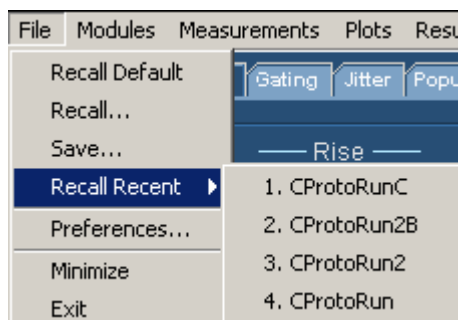 File Modules Measurements Plots Resu
Recall Default
Gating Jitter Popu
Recall...
Save...
Rise
Recall Recent
1. CProtoRunC
2. CProtoRun2B
3. CProtoRun2
4. CProtoRun
Preferences...
Minimize
Exit